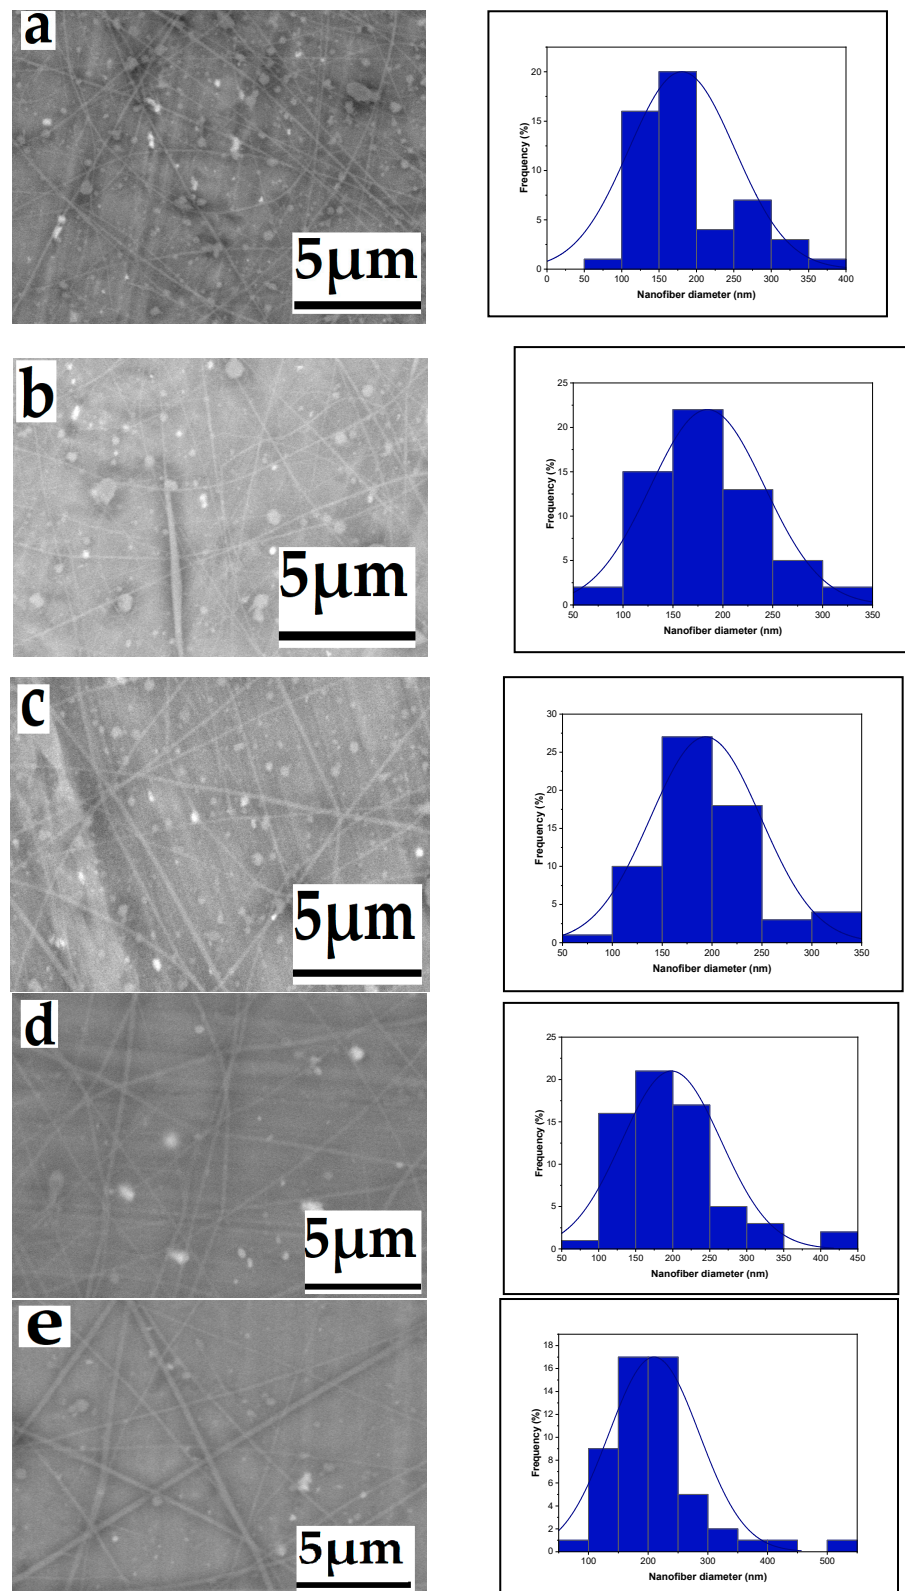 a
5µm
20
15
10
5
0
Frequency (%)
0 50 100 150 200 250 300 350 400
Nanofiber diameter (nm)
b
5µm
25
20
15
10
5
0
Frequency (%)
50 100 150 200 250 300 350
Nanofiber diameter (nm)
c
5µm
30
25
20
15
10
5
0
Frequency (%)
50 100 150 200 250 300 350
Nanofiber diameter (nm)
d
5µm
25
20
15
10
5
0
Frequency (%)
50 100 150 200 250 300 350 400 450
Nanofiber diameter (nm)
e
5µm
18
16
14
12
10
8
6
4
2
0
Frequency (%)
100 200 300 400 500
Nanofiber diameter (nm)